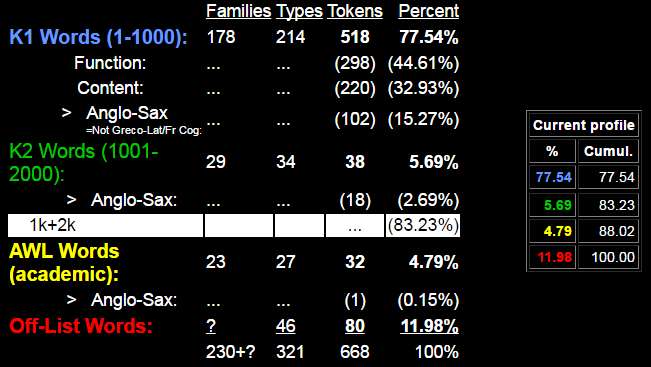 Families Types Tokens Percent
K1 Words (1-1000): 178 214 518 77.54%
Function: ... ... (298) (44.61%)
Content: ... ... (220) (32.93%)
> Anglo-Sax ... ... (102) (15.27%)
=Not Greco-Lat/Fr Cog:
K2 Words (1001-
2000): 29 34 38 5.69%
> Anglo-Sax: ... ... (18) (2.69%)
1k+2k ... (83.23%)
AWL Words
(academic): 23 27 32 4.79%
> Anglo-Sax: ... ... (1) (0.15%)
Off-List Words: ? 46 80 11.98%
230+? 321 668 100%
Current profile
% Cumul.
77.54 77.54
5.69 83.23
4.79 88.02
11.98 100.00